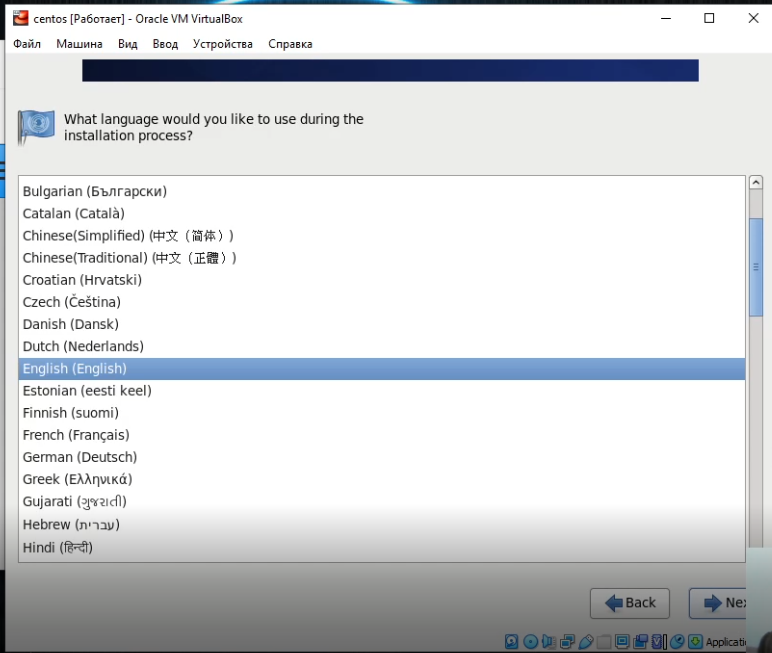 centos [Работает] - Oracle VM VirtualBox
Файл Машина Вид Ввод Устройства Справка
What language would you like to use during the
installation process?
Bulgarian (Български)
Catalan (Català)
Chinese(Simplified) (中文（简体）)
Chinese(Traditional) (中文（正體）)
Croatian (Hrvatski)
Czech (Čeština)
Danish (Dansk)
Dutch (Nederlands)
English (English)
Estonian (eesti keel)
Finnish (suomi)
French (Français)
German (Deutsch)
Greek (Ελληνικά)
Gujarati (ગુજરાતી)
Hebrew (עברית)
Hindi (हिन्दी)
Back